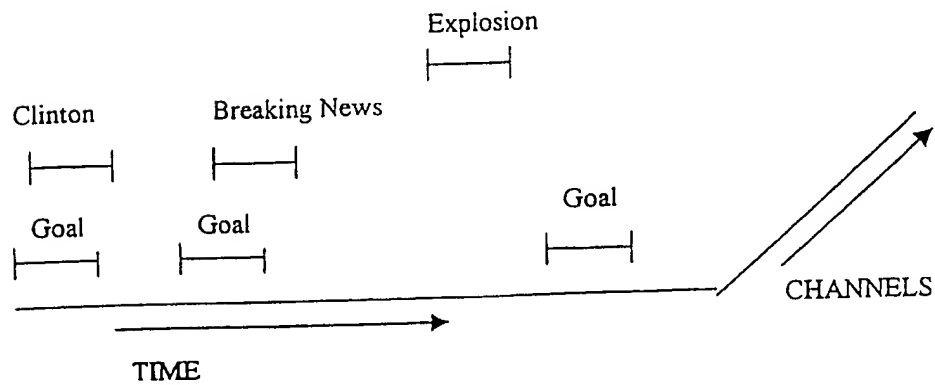 Explosion
Clinton
Breaking News
Goal
Goal
Goal
CHANNELS
TIME